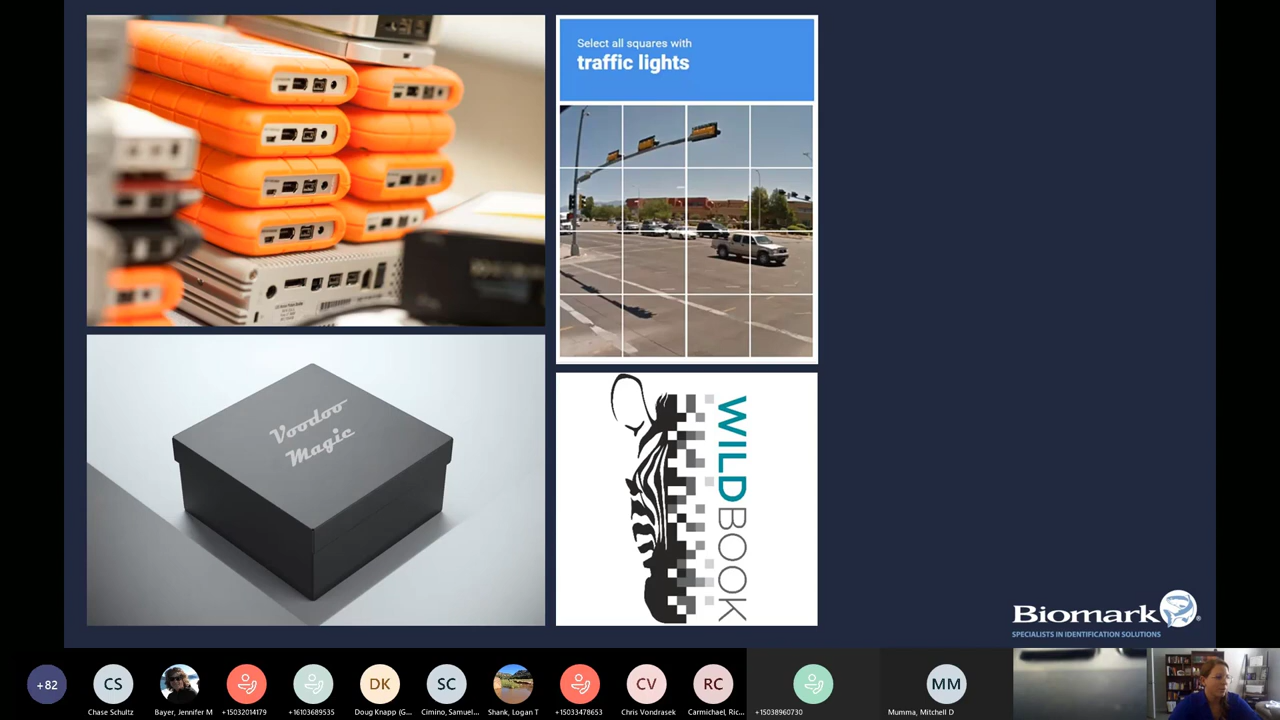 Select all squares with
traffic lights
Voodoo
Magic
WILDBOOK
Biomark
®
SPECIALISTS IN IDENTIFICATION SOLUTIONS
+82
CS
DK
SC
CV
RC
MM
Chase Schultz
Bayer, Jennifer M
+15032014179
+16103689535
Doug Knapp (G...
Cimino, Samuel...
Shank, Logan T
+15033478653
Chris Vondrasek
Carmichael, Ric...
+15038960730
Mumma, Mitchell D